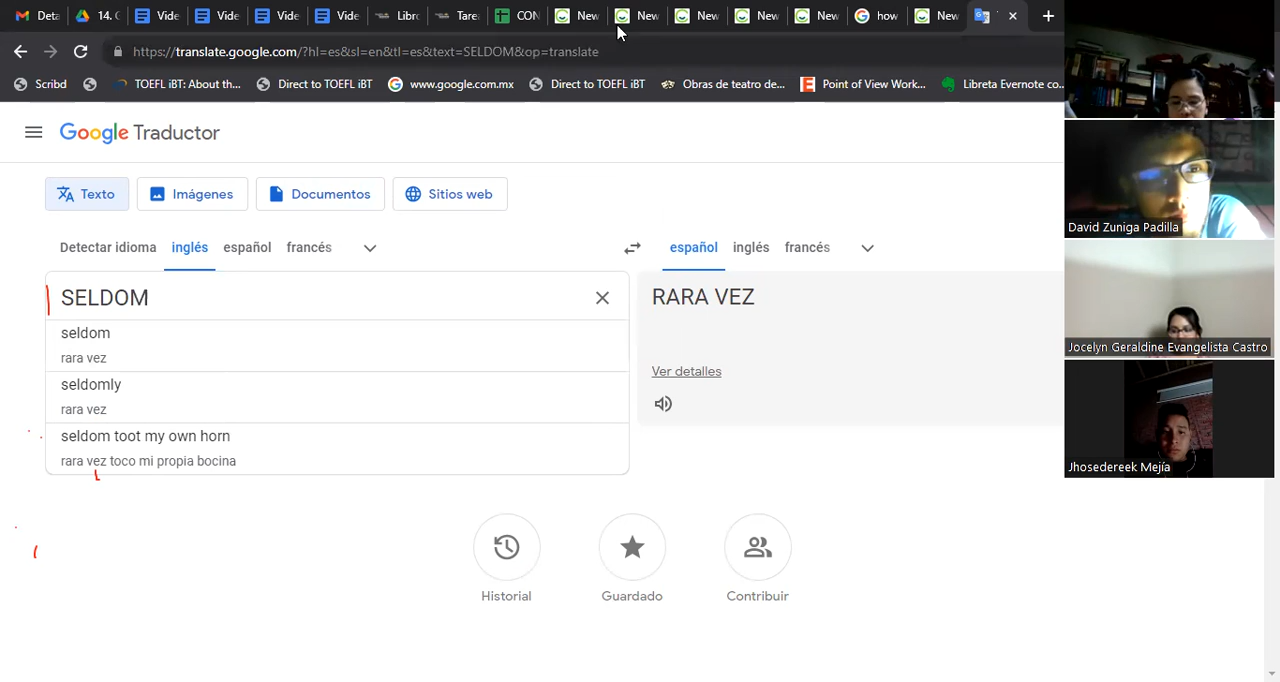 Deta
14. C
Vide
Vide
Vide
Vide
Libro
Tare
CON
New
New
New
New
New
how
New
https://translate.google.com/?hl=es&sl=en&tl=es&text=SELDOM&op=translate
Scribd
TOEFL iBT: About th...
Direct to TOEFL iBT
www.google.com.mx
Direct to TOEFL iBT
Obras de teatro de...
Point of View Work...
Libreta Evernote co...
Google Traductor
Texto
Imágenes
Documentos
Sitios web
Detectar idioma
inglés
español
francés
español
inglés
francés
SELDOM
RARA VEZ
seldom
rara vez
Ver detalles
seldomly
rara vez
seldom toot my own horn
rara vez toco mi propia bocina
Historial
Guardado
Contribuir
David Zuniga Padilla
Jocelyn Geraldine Evangelista Castro
Jhosedereek Mejía